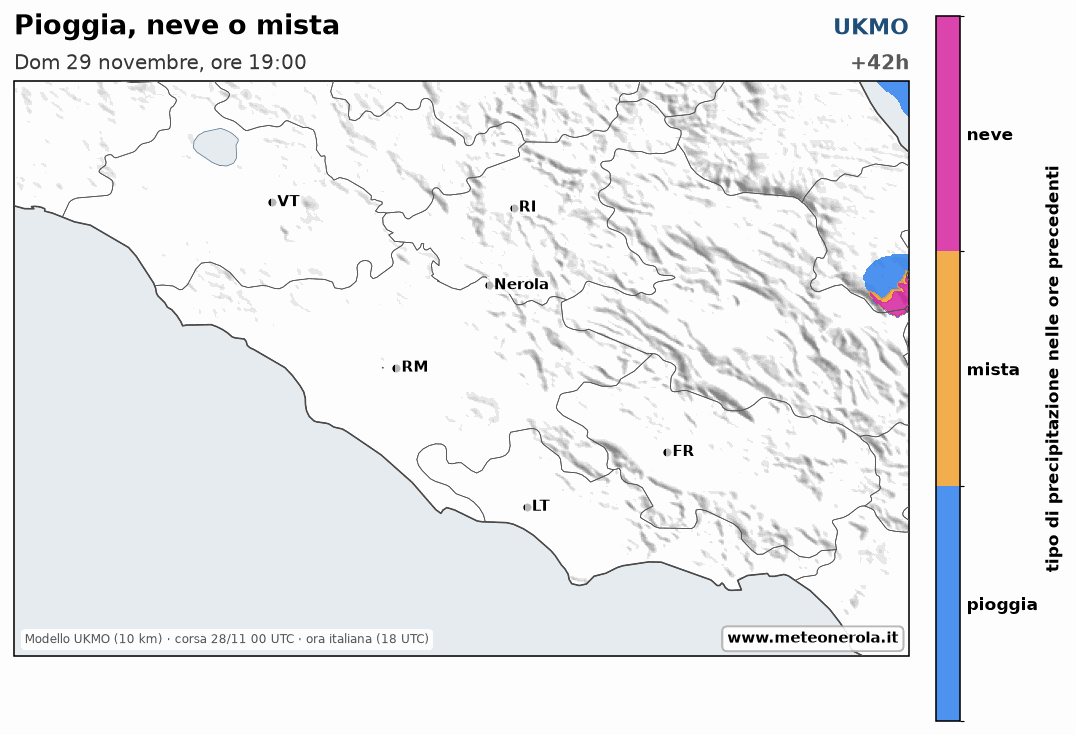 Pioggia, neve o mista
UKMO
Dom 29 novembre, ore 19:00
+42h
neve
mista
pioggia
tipo di precipitazione nelle ore precedenti
VT
RI
Nerola
RM
FR
LT
Modello UKMO (10 km) · corsa 28/11 00 UTC · ora italiana (18 UTC)
www.meteonerola.it